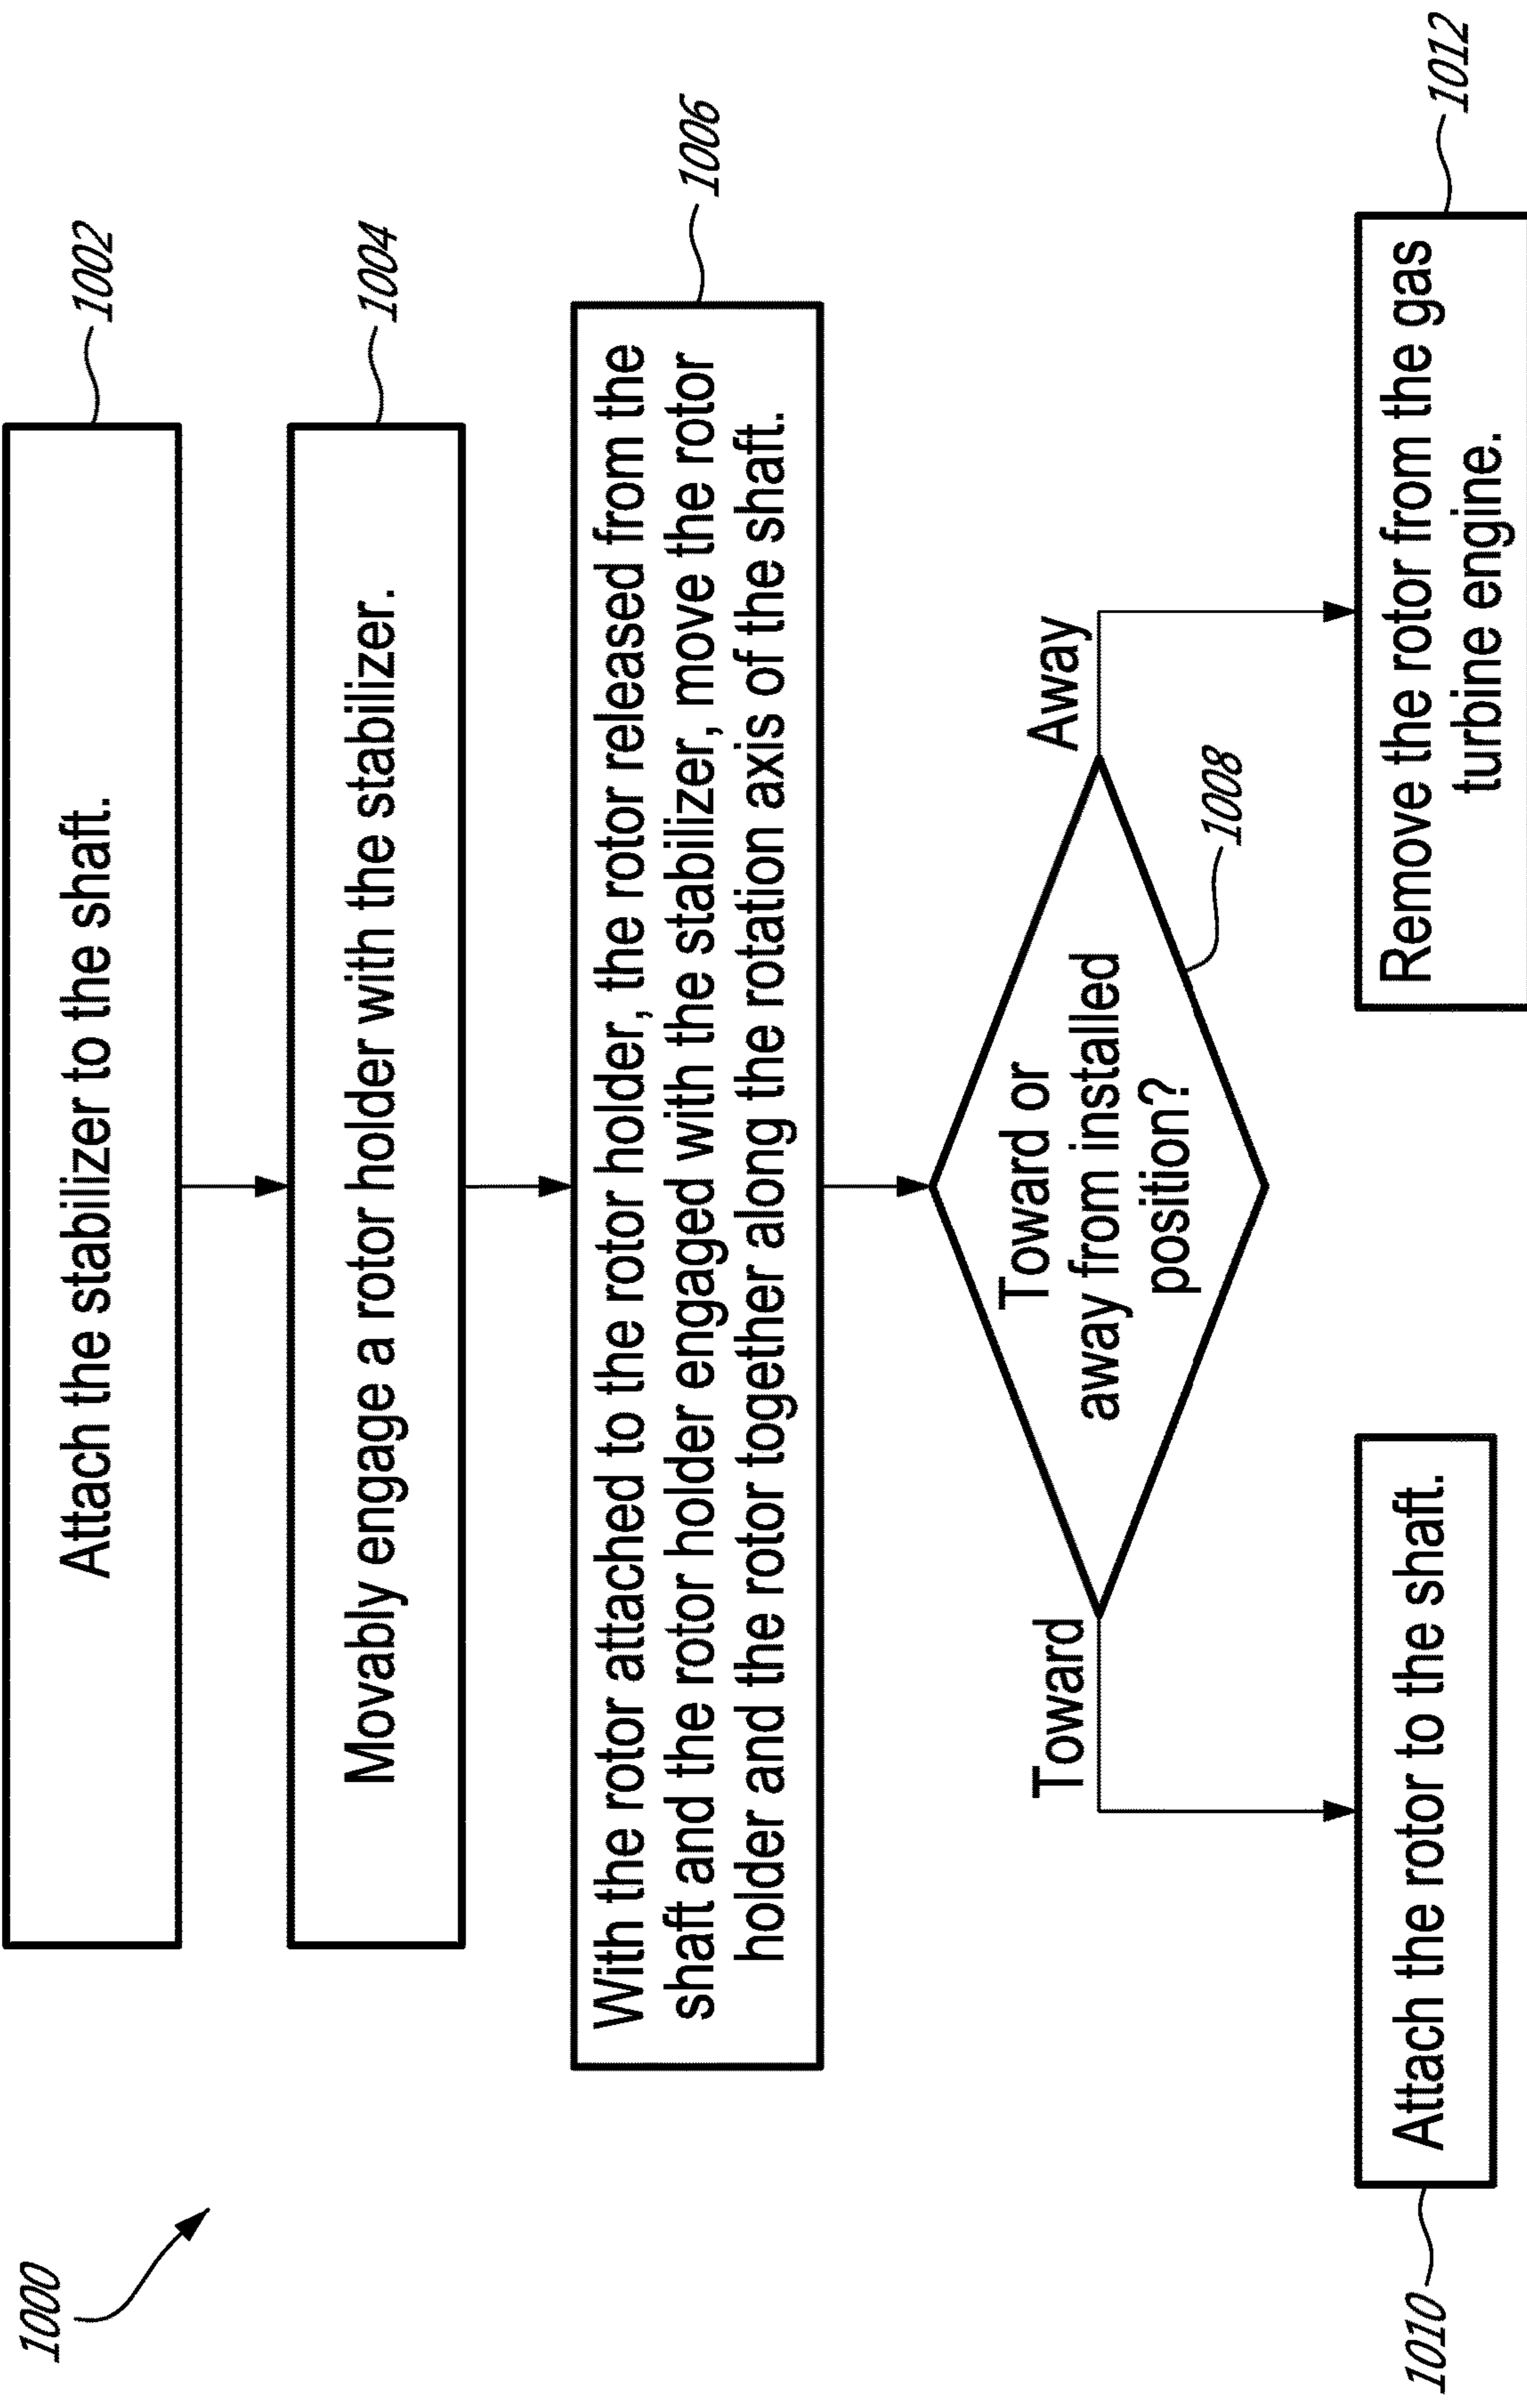 1000
Attach the stabilizer to the shaft.
1002
Movably engage a rotor holder with the stabilizer.
1004
With the rotor attached to the rotor holder, the rotor released from the
shaft and the rotor holder engaged with the stabilizer, move the rotor
holder and the rotor together along the rotation axis of the shaft.
1006
Toward or
away from installed
position?
1008
Toward
Away
Attach the rotor to the shaft.
1010
Remove the rotor from the gas
turbine engine.
1012